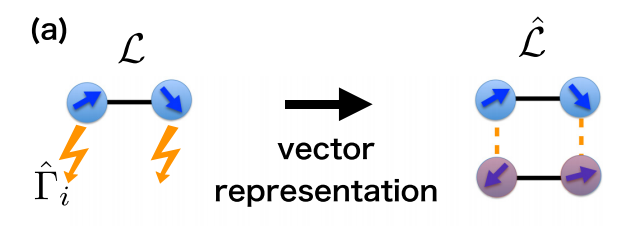 (a)
ℒ
ℒ̂
vector
representation
Γ̂ᵢ